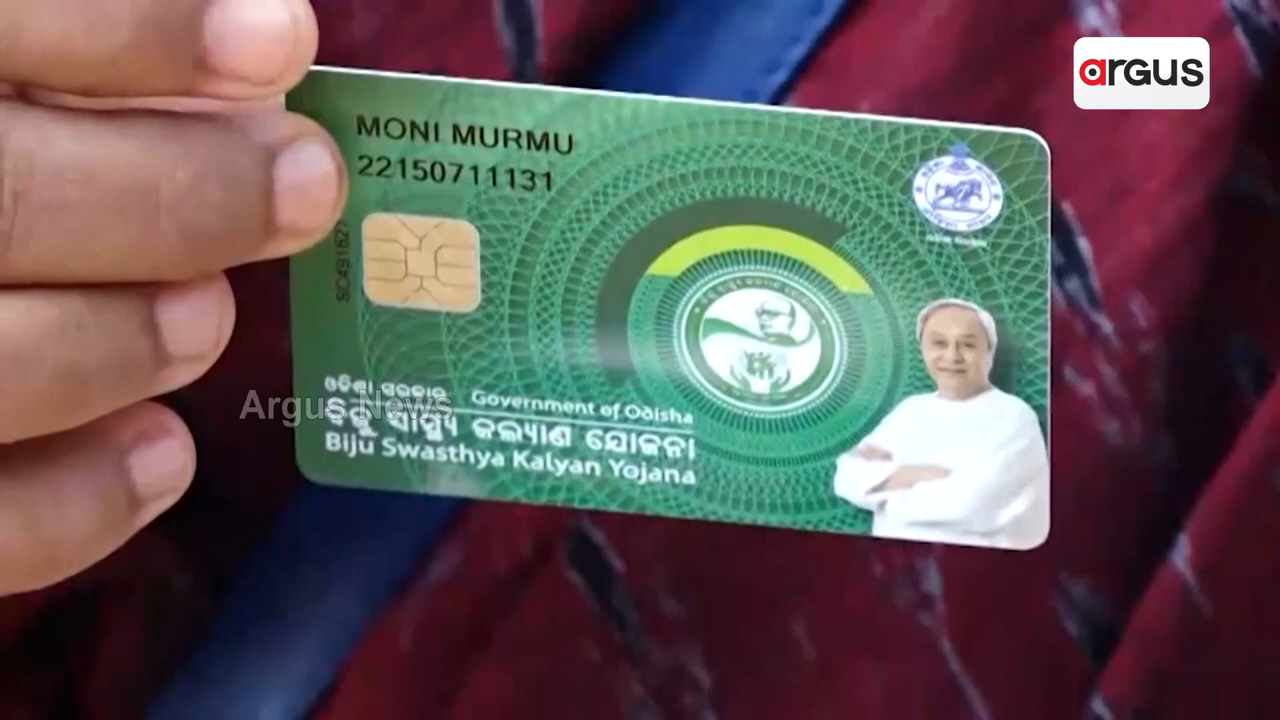 argus
MONI MURMU
22150711131
ଓଡ଼ିଶା ସରକାର Government of Odisha
ବିଜୁ ସ୍ୱାସ୍ଥ୍ୟ କଲ୍ୟାଣ ଯୋଜନା
Biju Swasthya Kalyan Yojana
Argus News